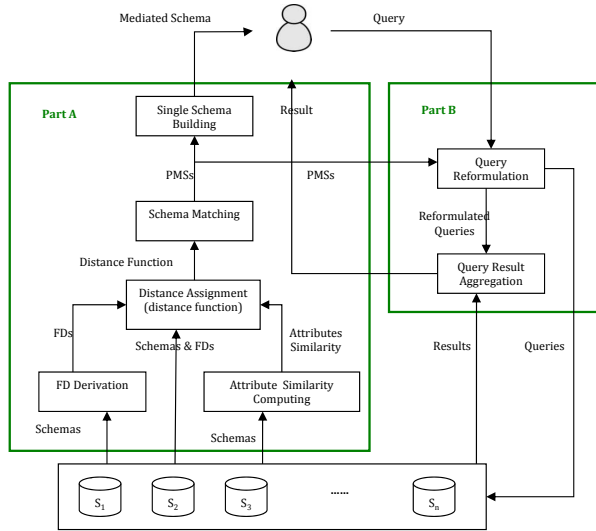 Mediated Schema
Query
Part A
Single Schema
Building
Result
Part B
PMSs
PMSs
Query
Reformulation
Schema Matching
Reformulated
Queries
Distance Function
Query Result
Aggregation
Distance Assignment
(distance function)
FDs
Schemas & FDs
Attributes
Similarity
Results
Queries
FD Derivation
Attribute Similarity
Computing
Schemas
Schemas
S1
S2
S3
......
Sn